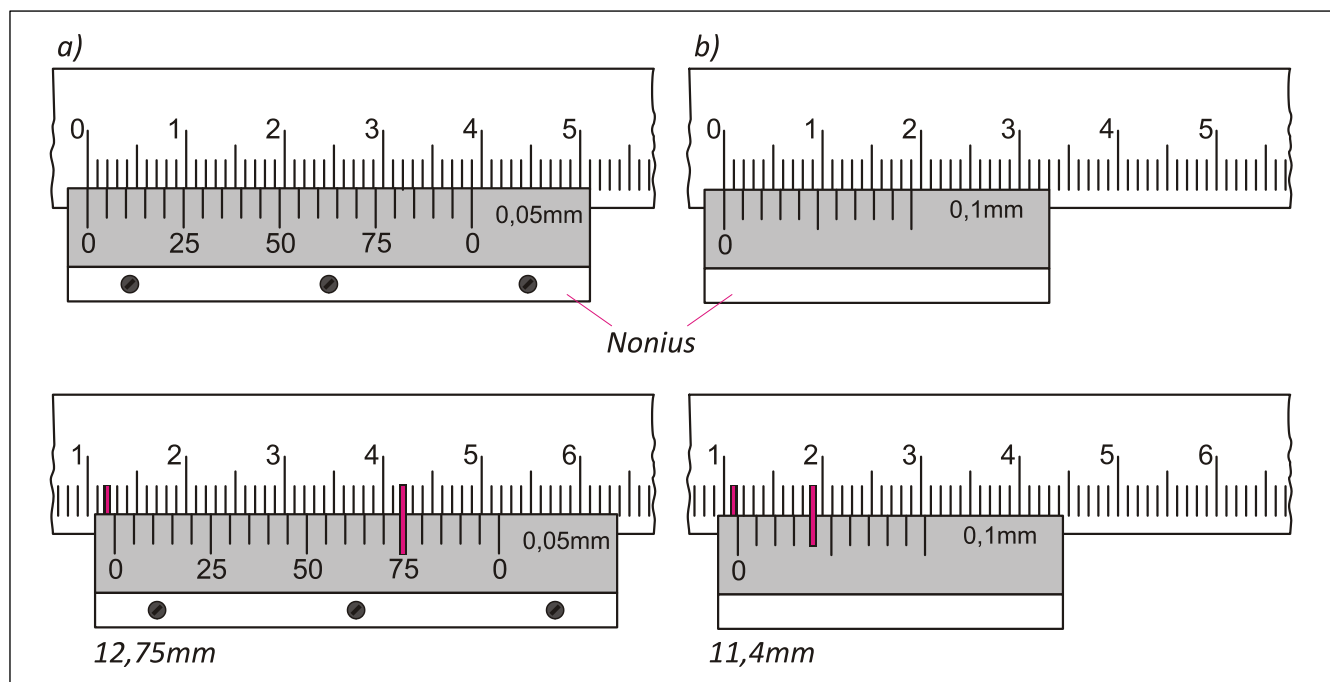 a)
0 1 2 3 4 5
0,05mm
0 25 50 75 0
b)
0 1 2 3 4 5
0,1mm
0
Nonius
1 2 3 4 5 6
0,05mm
0 25 50 75 0
12,75mm
1 2 3 4 5 6
0,1mm
0
11,4mm